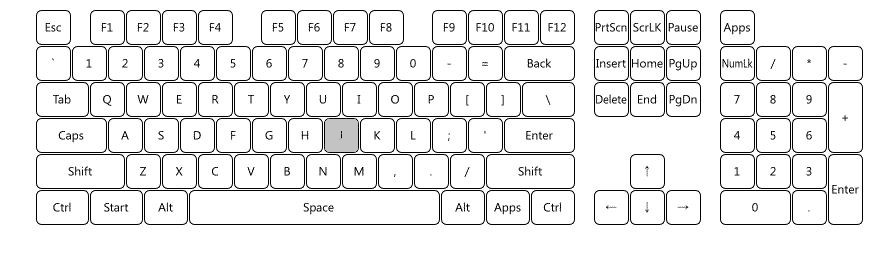 Esc F1 F2 F3 F4 F5 F6 F7 F8 F9 F10 F11 F12 PrtScn ScrLK Pause Apps
` 1 2 3 4 5 6 7 8 9 0 - = Back Insert Home PgUp NumLk / * -
Tab Q W E R T Y U I O P [ ] \ Delete End PgDn 7 8 9 +
Caps A S D F G H I K L ; ' Enter 4 5 6
Shift Z X C V B N M , . / Shift ↑ 1 2 3 Enter
Ctrl Start Alt Space Alt Apps Ctrl ← ↓ → 0 .